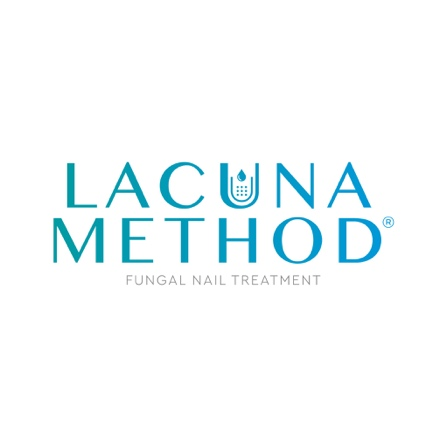 LACUNA
METHOD®
FUNGAL NAIL TREATMENT